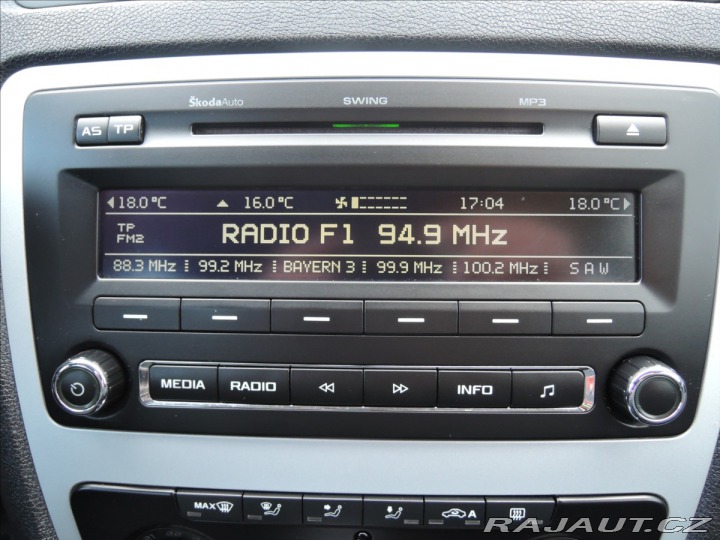 ŠkodaAuto SWING MP3
AS TP
18.0°C 16.0°C 17:04 18.0°C
TP
FM2
RADIO F1 94.9 MHz
88.3 MHz 99.2 MHz BAYERN 3 99.9 MHz 100.2 MHz SAW
MEDIA RADIO INFO
MAX A
RAJAUT.CZ